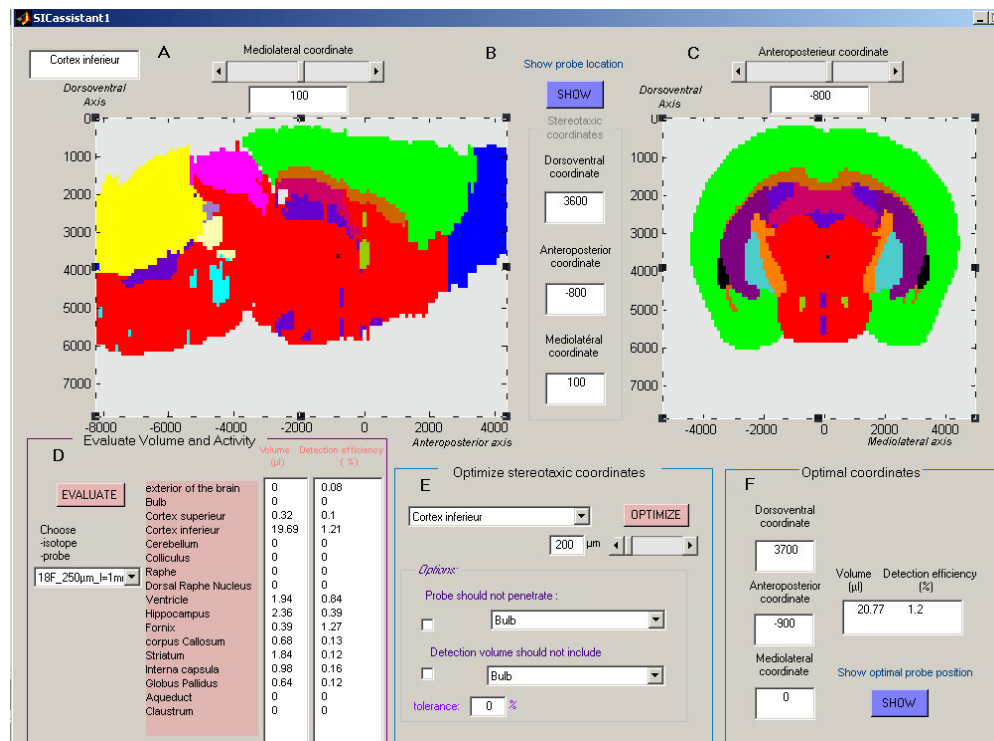 SICassistant1
Cortex inferieur
A
Mediolateral coordinate
100
Dorsoventral
Axis
0
1000
2000
3000
4000
5000
6000
7000
-8000 -6000 -4000 -2000 0 2000 4000
Anteroposterior axis
B
Show probe location
SHOW
Stereotaxic
coordinates
Dorsoventral
coordinate
3600
Anteroposterior
coordinate
-800
Mediolatéral
coordinate
100
C
Anteroposterieur coordinate
-800
Dorsoventral
Axis
0
1000
2000
3000
4000
5000
6000
7000
-4000 -2000 0 2000 4000
Mediolateral axis
Evaluate Volume and Activity
D
EVALUATE
Choose
-isotope
-probe
18F_250µm_l=1m
Volume (µl) Detection efficiency (%)
exterior of the brain 0 0.08
Bulb 0 0
Cortex superieur 0.32 0.1
Cortex inferieur 19.69 1.21
Cerebellum 0 0
Colliculus 0 0
Raphe 0 0
Dorsal Raphe Nucleus 0 0
Ventricle 1.94 0.84
Hippocampus 2.36 0.39
Fornix 0.39 1.27
corpus Callosum 0.68 0.13
Striatum 1.84 0.12
Interna capsula 0.98 0.16
Globus Pallidus 0.64 0.12
Aqueduct 0 0
Claustrum 0 0
Optimize stereotaxic coordinates
E
Cortex inferieur
OPTIMIZE
200 µm
Options:
Probe should not penetrate :
Bulb
Detection volume should not include
Bulb
tolerance: 0 %
Optimal coordinates
F
Dorsoventral
coordinate
3700
Anteroposterior
coordinate
-900
Mediolateral
coordinate
0
Volume (µl) Detection efficiency (%)
20.77 1.2
Show optimal probe position
SHOW